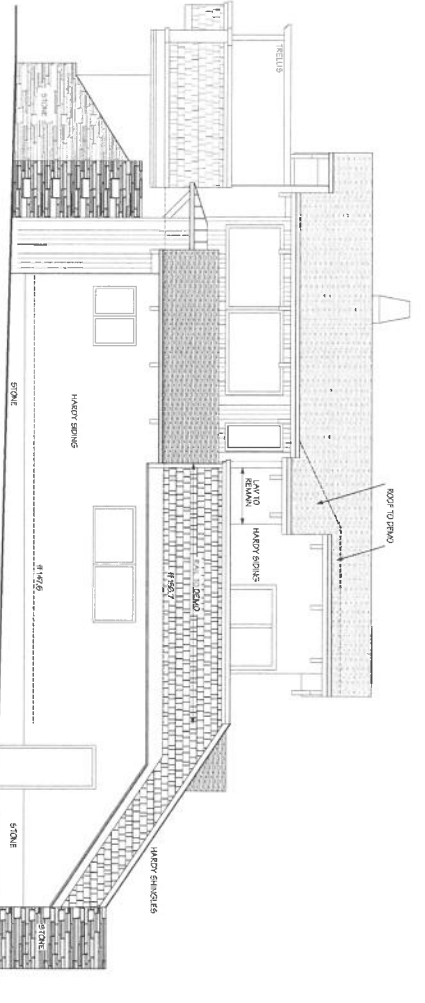 TRELLIS
STONE
ROOF TO DEMO
LAV TO
REMAIN
HARDY SIDING
DEMO
HARDY SIDING
STONE
HARDY SHINGLES
STONE
STONE